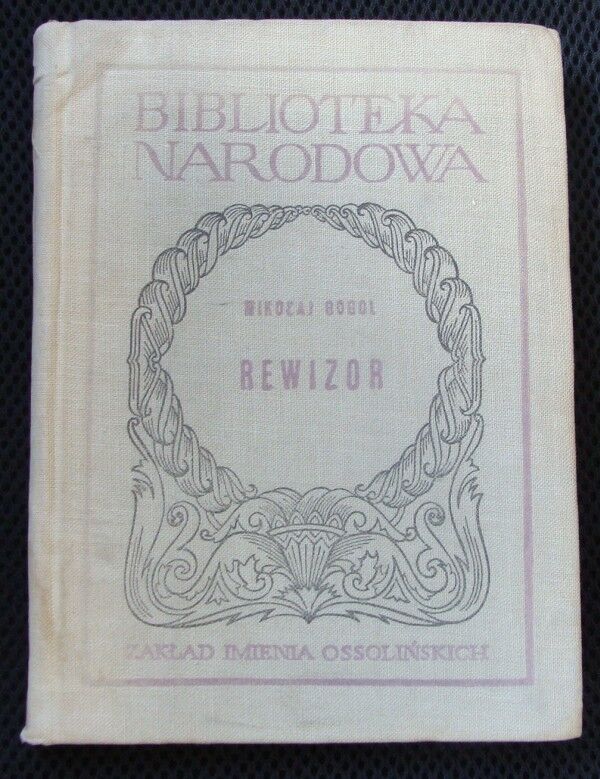 BIBLIOTEKA
NARODOWA
MIKOŁAJ GOGOL
REWIZOR
ZAKŁAD IMIENIA OSSOLIŃSKICH